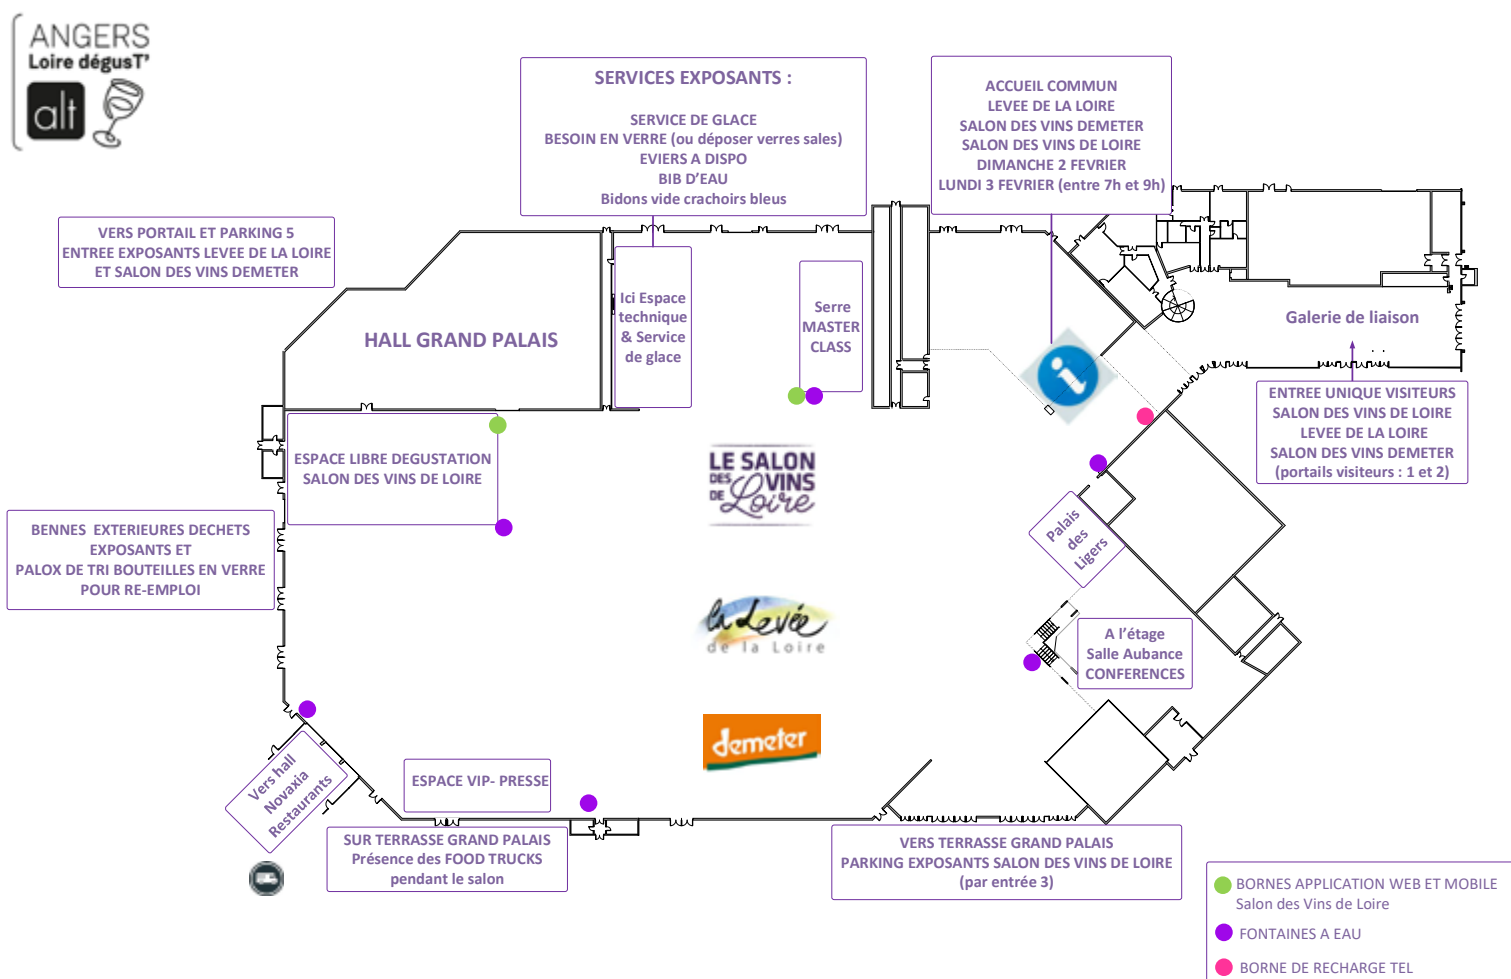 ANGERS
Loire dégusT'
alt
SERVICES EXPOSANTS :
SERVICE DE GLACE
BESOIN EN VERRE (ou déposer verres sales)
EVIERS A DISPO
BIB D'EAU
Bidons vide crachoirs bleus
ACCUEIL COMMUN
LEVEE DE LA LOIRE
SALON DES VINS DEMETER
SALON DES VINS DE LOIRE
DIMANCHE 2 FEVRIER
LUNDI 3 FEVRIER (entre 7h et 9h)
VERS PORTAIL ET PARKING 5
ENTREE EXPOSANTS LEVEE DE LA LOIRE
ET SALON DES VINS DEMETER
HALL GRAND PALAIS
Ici Espace
technique
& Service
de glace
Serre
MASTER
CLASS
i
Galerie de liaison
ENTREE UNIQUE VISITEURS
SALON DES VINS DE LOIRE
LEVEE DE LA LOIRE
SALON DES VINS DEMETER
(portails visiteurs : 1 et 2)
ESPACE LIBRE DEGUSTATION
SALON DES VINS DE LOIRE
LE SALON
DES VINS
DE Loire
BENNES  EXTERIEURES DECHETS
EXPOSANTS ET
PALOX DE TRI BOUTEILLES EN VERRE
POUR RE-EMPLOI
Palais
des
Ligers
la Levée
de la Loire
A l'étage
Salle Aubance
CONFERENCES
demeter
Vers hall
Novaxia
Restaurants
ESPACE VIP- PRESSE
SUR TERRASSE GRAND PALAIS
Présence des FOOD TRUCKS
pendant le salon
VERS TERRASSE GRAND PALAIS
PARKING EXPOSANTS SALON DES VINS DE LOIRE
(par entrée 3)
BORNES APPLICATION WEB ET MOBILE
Salon des Vins de Loire
FONTAINES A EAU
BORNE DE RECHARGE TEL